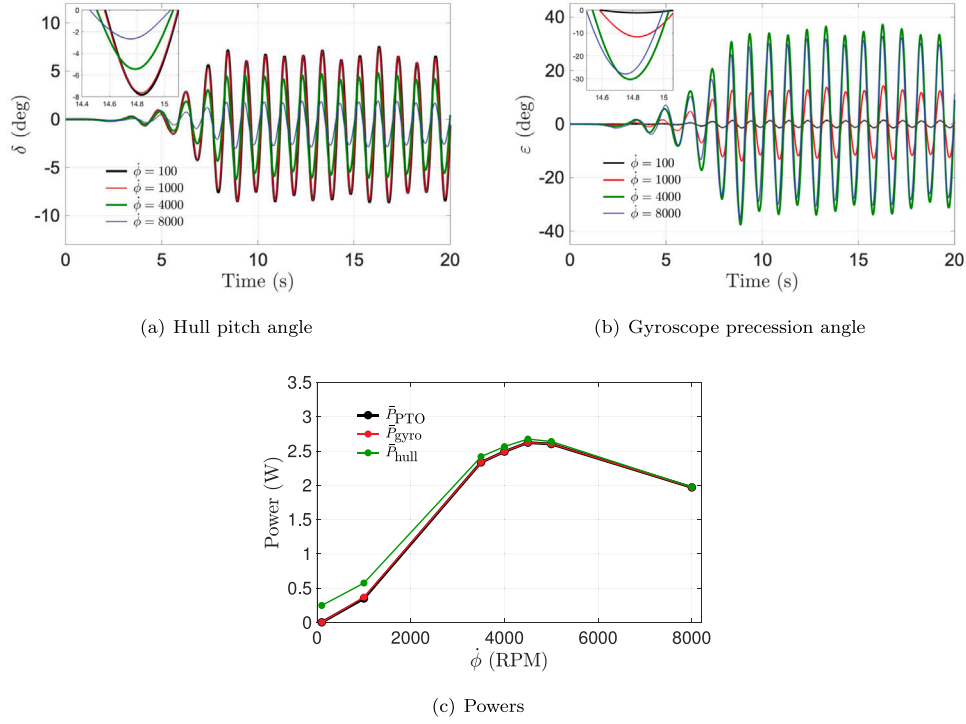 10
5
0
-5
-10
δ (deg)
0
-2
-4
-6
-8
14.4 14.6 14.8 15
ϕ̇ = 100
ϕ̇ = 1000
ϕ̇ = 4000
ϕ̇ = 8000
0 5 10 15 20
Time (s)
(a) Hull pitch angle
40
20
0
-20
-40
ε (deg)
0
-10
-20
-30
14.6 14.8 15
ϕ̇ = 100
ϕ̇ = 1000
ϕ̇ = 4000
ϕ̇ = 8000
0 5 10 15 20
Time (s)
(b) Gyroscope precession angle
3.5
3
2.5
2
1.5
1
0.5
0
Power (W)
P̄PTO
P̄gyro
P̄hull
0 2000 4000 6000 8000
ϕ̇ (RPM)
(c) Powers